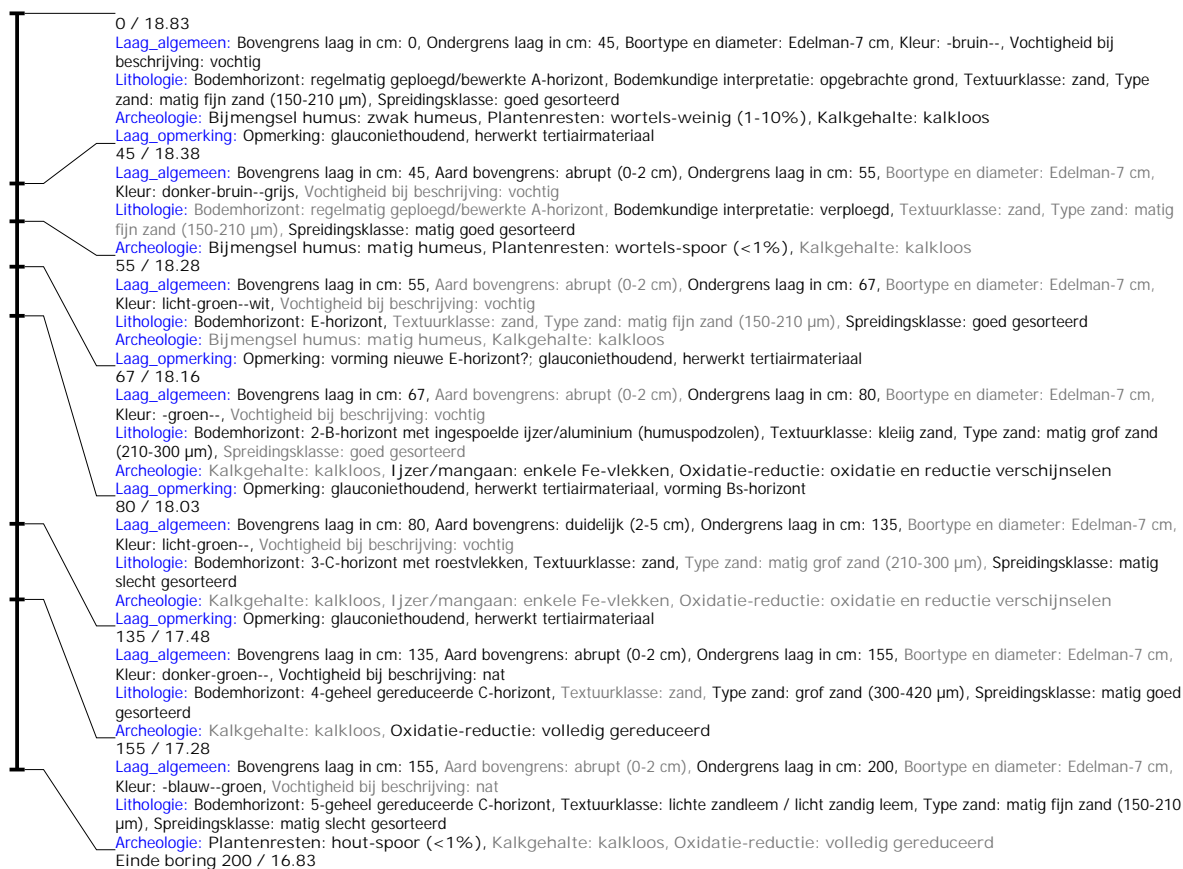 0 / 18.83
Laag_algemeen: Bovengrens laag in cm: 0, Ondergrens laag in cm: 45, Boortype en diameter: Edelman-7 cm, Kleur: -bruin--, Vochtigheid bij
beschrijving: vochtig
Lithologie: Bodemhorizont: regelmatig geploegd/bewerkte A-horizont, Bodemkundige interpretatie: opgebrachte grond, Textuurklasse: zand, Type
zand: matig fijn zand (150-210 µm), Spreidingsklasse: goed gesorteerd
Archeologie: Bijmengsel humus: zwak humeus, Plantenresten: wortels-weinig (1-10%), Kalkgehalte: kalkloos
Laag_opmerking: Opmerking: glauconiethoudend, herwerkt tertiairmateriaal
45 / 18.38
Laag_algemeen: Bovengrens laag in cm: 45, Aard bovengrens: abrupt (0-2 cm), Ondergrens laag in cm: 55, Boortype en diameter: Edelman-7 cm,
Kleur: donker-bruin--grijs, Vochtigheid bij beschrijving: vochtig
Lithologie: Bodemhorizont: regelmatig geploegd/bewerkte A-horizont, Bodemkundige interpretatie: verploegd, Textuurklasse: zand, Type zand: matig
fijn zand (150-210 µm), Spreidingsklasse: matig goed gesorteerd
Archeologie: Bijmengsel humus: matig humeus, Plantenresten: wortels-spoor (<1%), Kalkgehalte: kalkloos
55 / 18.28
Laag_algemeen: Bovengrens laag in cm: 55, Aard bovengrens: abrupt (0-2 cm), Ondergrens laag in cm: 67, Boortype en diameter: Edelman-7 cm,
Kleur: licht-groen--wit, Vochtigheid bij beschrijving: vochtig
Lithologie: Bodemhorizont: E-horizont, Textuurklasse: zand, Type zand: matig fijn zand (150-210 µm), Spreidingsklasse: goed gesorteerd
Archeologie: Bijmengsel humus: matig humeus, Kalkgehalte: kalkloos
Laag_opmerking: Opmerking: vorming nieuwe E-horizont?; glauconiethoudend, herwerkt tertiairmateriaal
67 / 18.16
Laag_algemeen: Bovengrens laag in cm: 67, Aard bovengrens: abrupt (0-2 cm), Ondergrens laag in cm: 80, Boortype en diameter: Edelman-7 cm,
Kleur: -groen--, Vochtigheid bij beschrijving: vochtig
Lithologie: Bodemhorizont: 2-B-horizont met ingespoelde ijzer/aluminium (humuspodzolen), Textuurklasse: kleiig zand, Type zand: matig grof zand
(210-300 µm), Spreidingsklasse: goed gesorteerd
Archeologie: Kalkgehalte: kalkloos, Ijzer/mangaan: enkele Fe-vlekken, Oxidatie-reductie: oxidatie en reductie verschijnselen
Laag_opmerking: Opmerking: glauconiethoudend, herwerkt tertiairmateriaal, vorming Bs-horizont
80 / 18.03
Laag_algemeen: Bovengrens laag in cm: 80, Aard bovengrens: duidelijk (2-5 cm), Ondergrens laag in cm: 135, Boortype en diameter: Edelman-7 cm,
Kleur: licht-groen--, Vochtigheid bij beschrijving: vochtig
Lithologie: Bodemhorizont: 3-C-horizont met roestvlekken, Textuurklasse: zand, Type zand: matig grof zand (210-300 µm), Spreidingsklasse: matig
slecht gesorteerd
Archeologie: Kalkgehalte: kalkloos, Ijzer/mangaan: enkele Fe-vlekken, Oxidatie-reductie: oxidatie en reductie verschijnselen
Laag_opmerking: Opmerking: glauconiethoudend, herwerkt tertiairmateriaal
135 / 17.48
Laag_algemeen: Bovengrens laag in cm: 135, Aard bovengrens: abrupt (0-2 cm), Ondergrens laag in cm: 155, Boortype en diameter: Edelman-7 cm,
Kleur: donker-groen--, Vochtigheid bij beschrijving: nat
Lithologie: Bodemhorizont: 4-geheel gereduceerde C-horizont, Textuurklasse: zand, Type zand: grof zand (300-420 µm), Spreidingsklasse: matig goed
gesorteerd
Archeologie: Kalkgehalte: kalkloos, Oxidatie-reductie: volledig gereduceerd
155 / 17.28
Laag_algemeen: Bovengrens laag in cm: 155, Aard bovengrens: abrupt (0-2 cm), Ondergrens laag in cm: 200, Boortype en diameter: Edelman-7 cm,
Kleur: -blauw--groen, Vochtigheid bij beschrijving: nat
Lithologie: Bodemhorizont: 5-geheel gereduceerde C-horizont, Textuurklasse: lichte zandleem / licht zandig leem, Type zand: matig fijn zand (150-210
µm), Spreidingsklasse: matig slecht gesorteerd
Archeologie: Plantenresten: hout-spoor (<1%), Kalkgehalte: kalkloos, Oxidatie-reductie: volledig gereduceerd
Einde boring 200 / 16.83